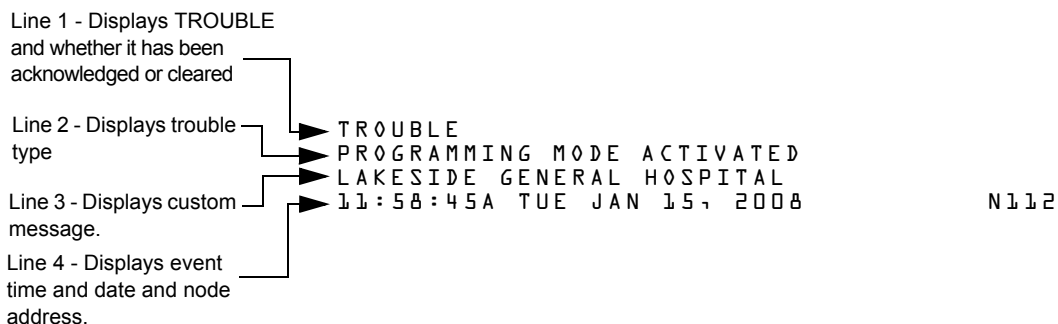 Line 1 - Displays TROUBLE
and whether it has been
acknowledged or cleared
Line 2 - Displays trouble
type
Line 3 - Displays custom
message.
Line 4 - Displays event
time and date and node
address.
TROUBLE
PROGRAMMING MODE ACTIVATED
LAKESIDE GENERAL HOSPITAL
11:58:45A TUE JAN 15, 2008 N112